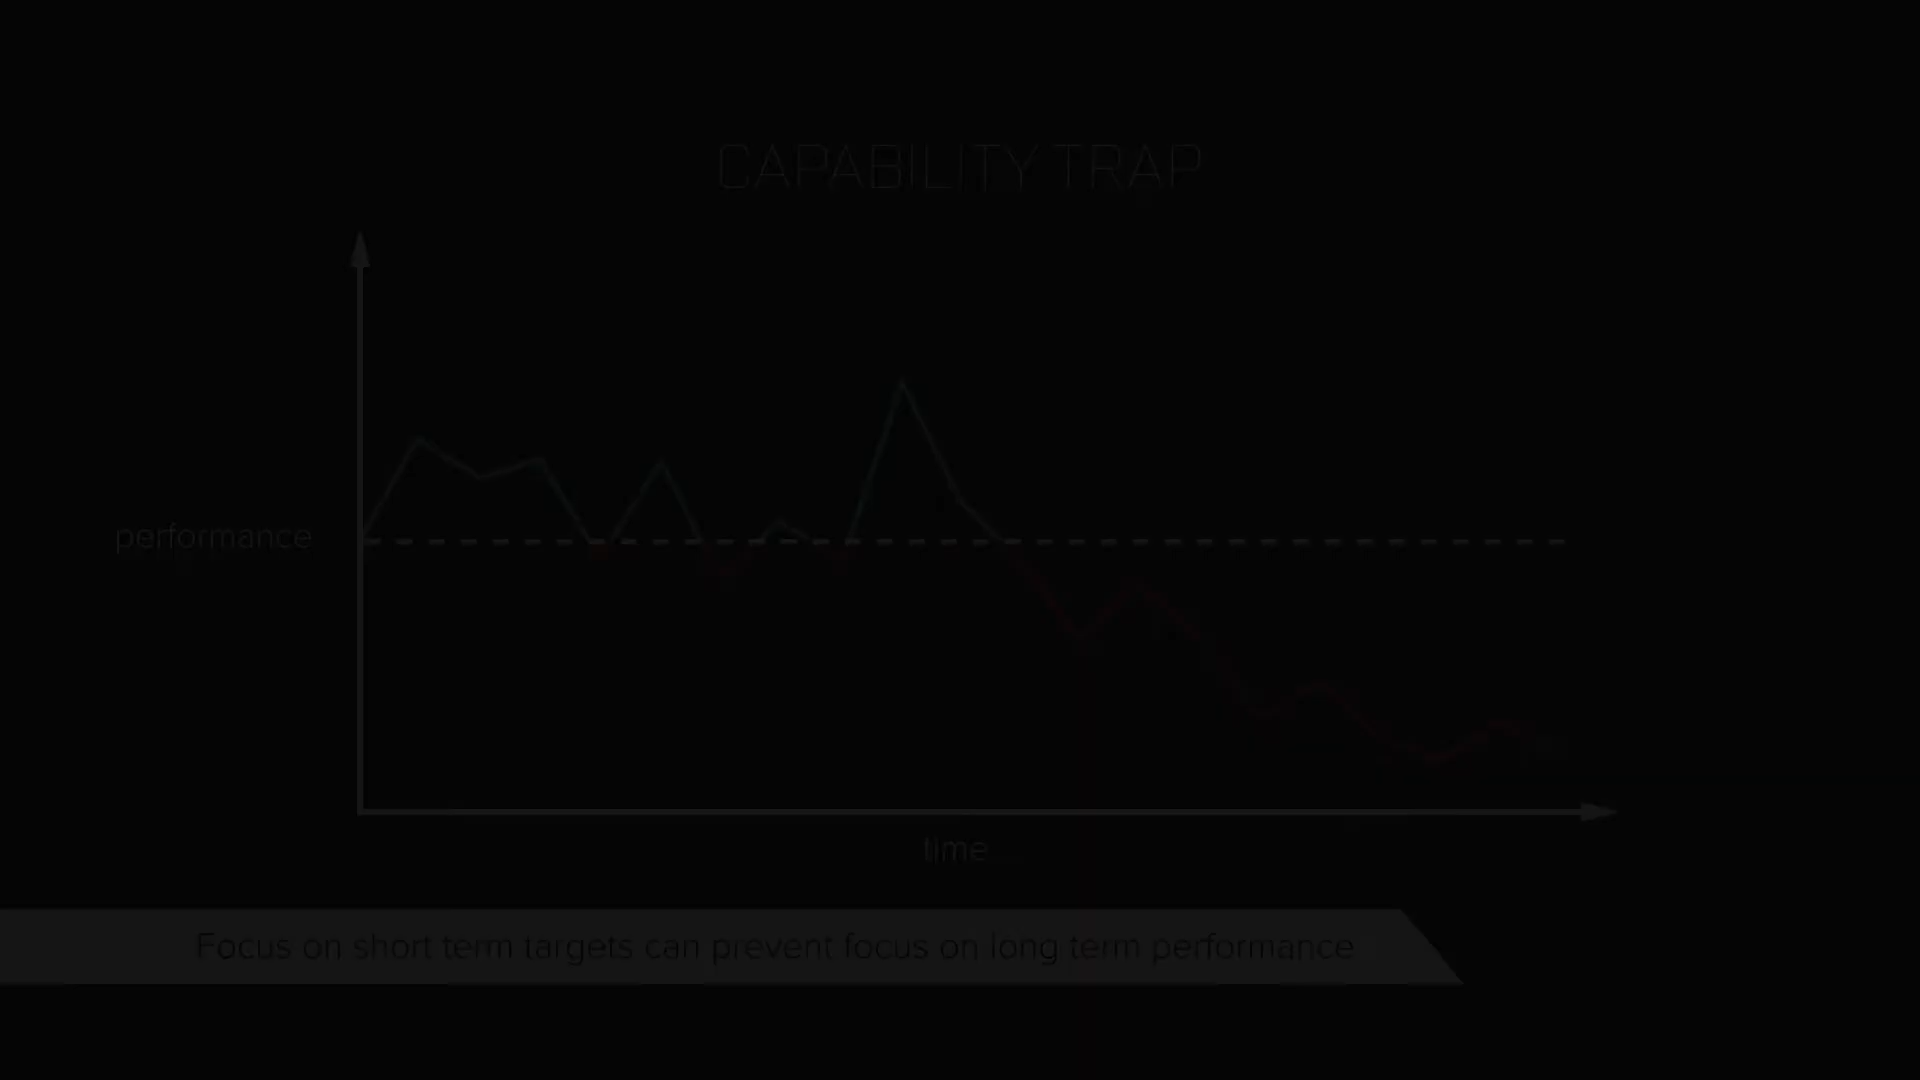 CAPABILITY TRAP
performance
time
Focus on short term targets can prevent focus on long term performance